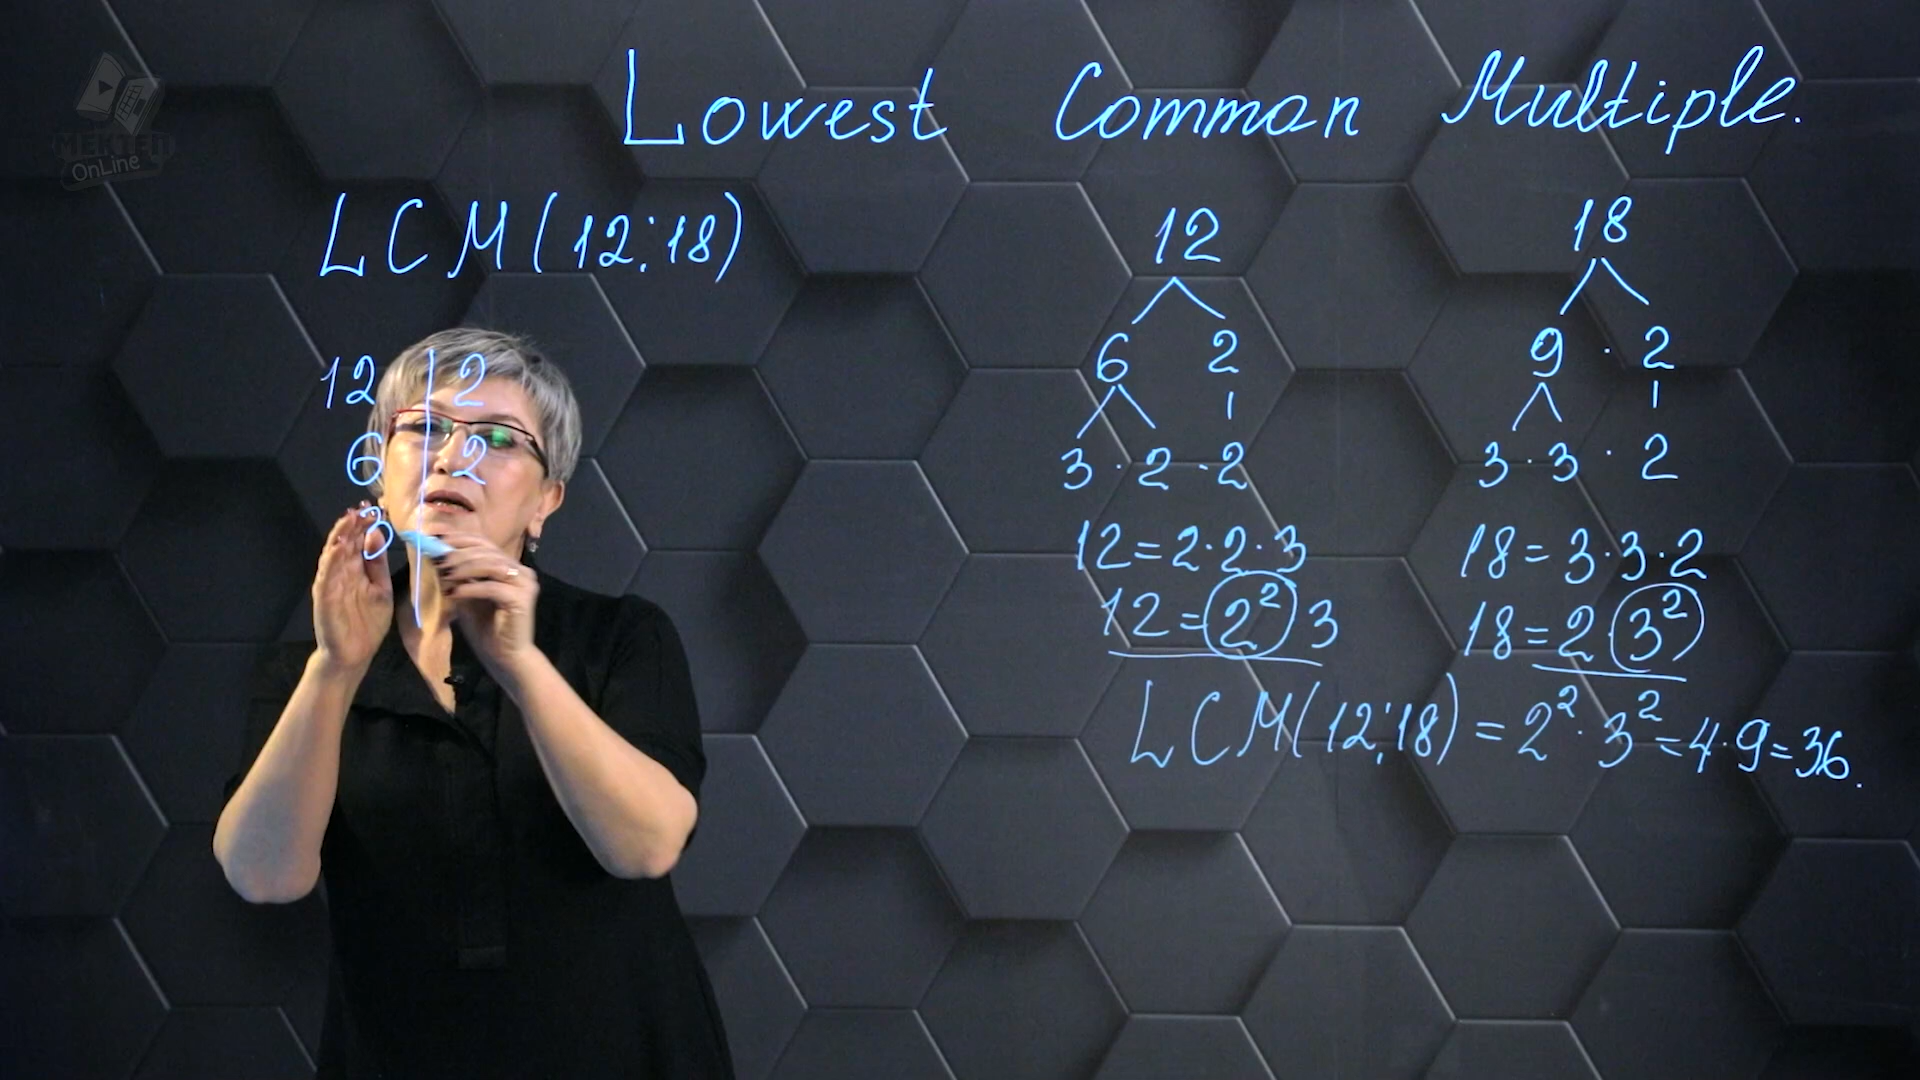 МЕКТЕП
OnLine
Lowest Common Multiple.
LCM(12;18)
12 | 2
6 | 2
3 |
12
6 2
3 · 2 · 2
12 = 2 · 2 · 3
12 = 2² 3
18
9 · 2
3 · 3 · 2
18 = 3 · 3 · 2
18 = 2 · 3²
LCM(12;18) = 2² · 3² = 4 · 9 = 36.